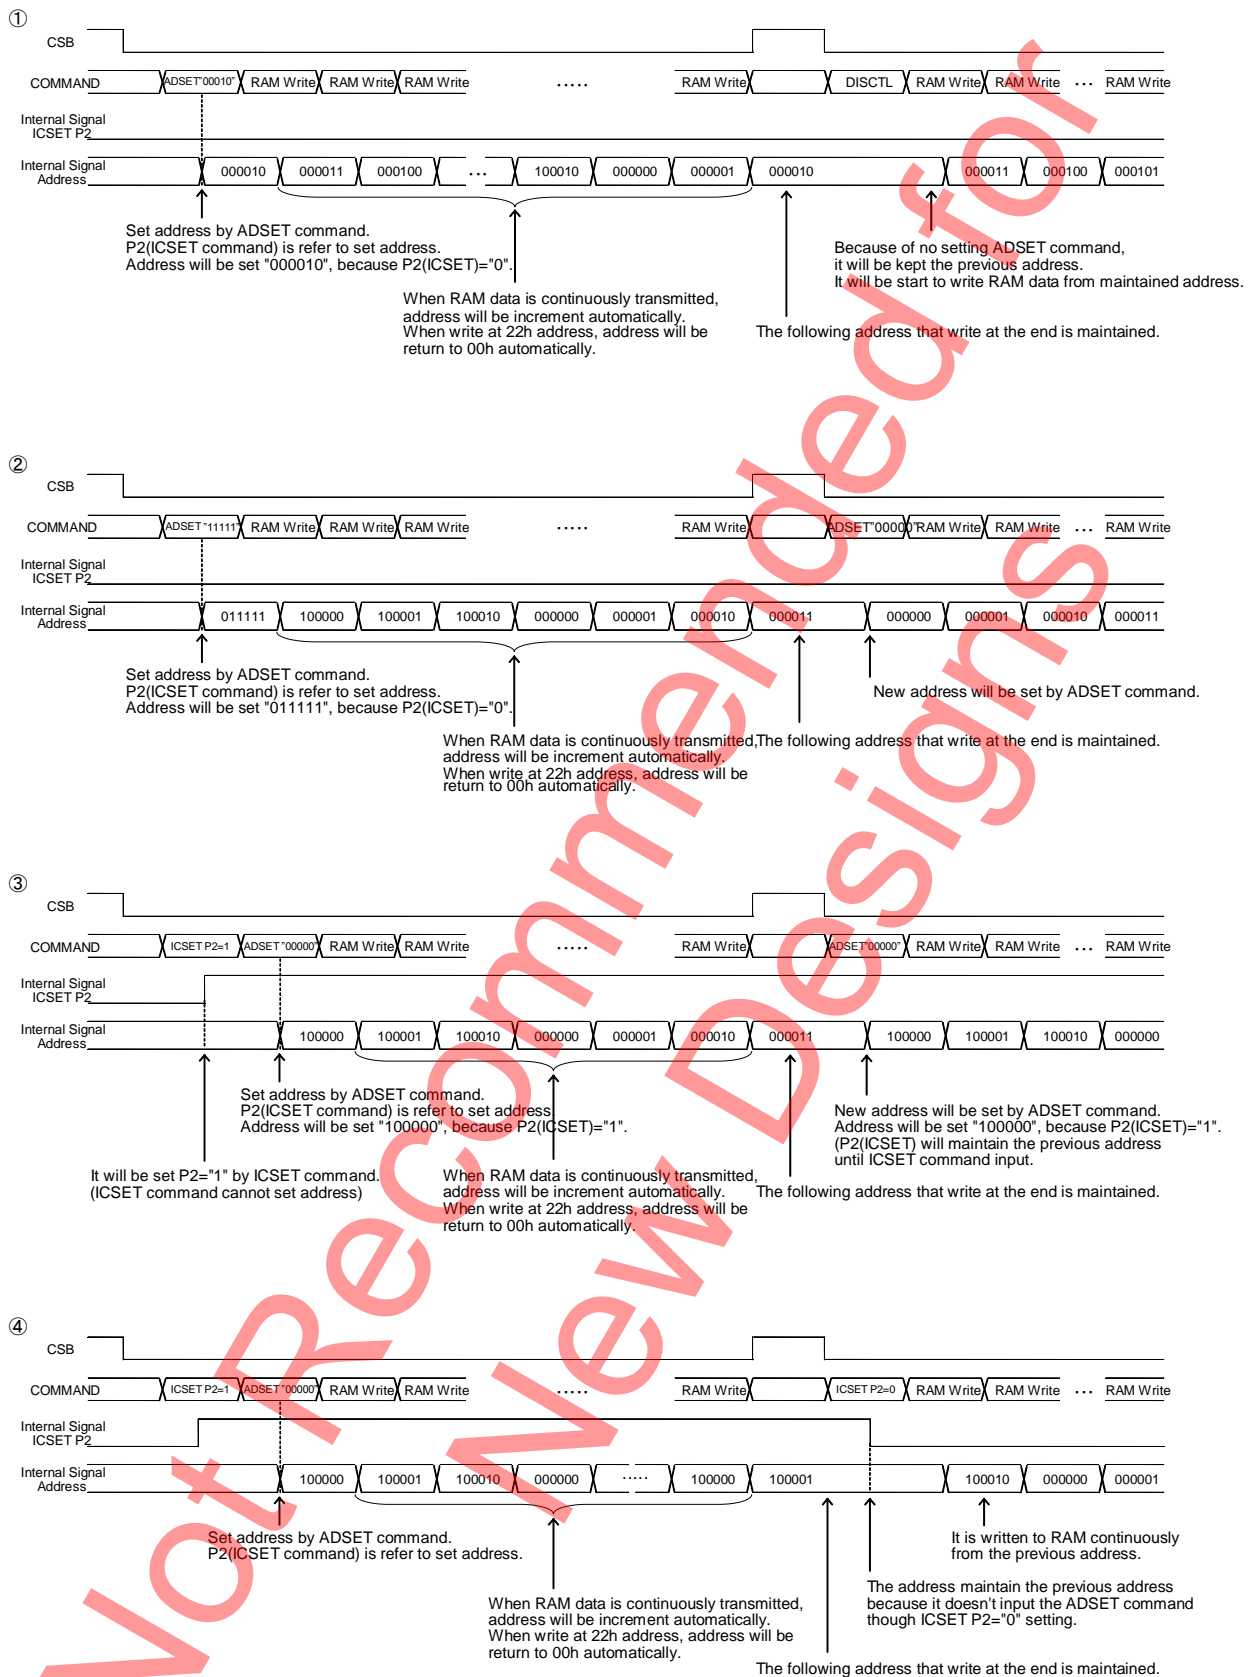 ①
CSB
COMMAND ADSET"00010" RAM Write RAM Write RAM Write ····· RAM Write DISCTL RAM Write RAM Write ··· RAM Write
Internal Signal
ICSET P2
Internal Signal
Address 000010 000011 000100 ··· 100010 000000 000001 000010 000011 000100 000101
Set address by ADSET command.
P2(ICSET command) is refer to set address.
Address will be set "000010", because P2(ICSET)="0".
When RAM data is continuously transmitted,
address will be increment automatically.
When write at 22h address, address will be
return to 00h automatically.
Because of no setting ADSET command,
it will be kept the previous address.
It will be start to write RAM data from maintained address.
The following address that write at the end is maintained.
②
CSB
COMMAND ADSET"11111" RAM Write RAM Write RAM Write ····· RAM Write ADSET"00000" RAM Write RAM Write ··· RAM Write
Internal Signal
ICSET P2
Internal Signal
Address 011111 100000 100001 100010 000000 000001 000010 000011 000000 000001 000010 000011
Set address by ADSET command.
P2(ICSET command) is refer to set address.
Address will be set "011111", because P2(ICSET)="0".
When RAM data is continuously transmitted,
address will be increment automatically.
When write at 22h address, address will be
return to 00h automatically.
New address will be set by ADSET command.
The following address that write at the end is maintained.
③
CSB
COMMAND ICSET P2=1 ADSET"00000" RAM Write RAM Write ····· RAM Write ADSET"00000" RAM Write RAM Write ··· RAM Write
Internal Signal
ICSET P2
Internal Signal
Address 100000 100001 100010 000000 000001 000010 000011 100000 100001 100010 000000
Set address by ADSET command.
P2(ICSET command) is refer to set address.
Address will be set "100000", because P2(ICSET)="1".
It will be set P2="1" by ICSET command.
(ICSET command cannot set address)
When RAM data is continuously transmitted,
address will be increment automatically.
When write at 22h address, address will be
return to 00h automatically.
New address will be set by ADSET command.
Address will be set "100000", because P2(ICSET)="1".
(P2(ICSET) will maintain the previous address
until ICSET command input.
The following address that write at the end is maintained.
④
CSB
COMMAND ICSET P2=1 ADSET"00000" RAM Write RAM Write ····· RAM Write ICSET P2=0 RAM Write RAM Write ··· RAM Write
Internal Signal
ICSET P2
Internal Signal
Address 100000 100001 100010 000000 ····· 100000 100001 100010 000000 000001
Set address by ADSET command.
P2(ICSET command) is refer to set address.
When RAM data is continuously transmitted,
address will be increment automatically.
When write at 22h address, address will be
return to 00h automatically.
It is written to RAM continuously
from the previous address.
The address maintain the previous address
because it doesn't input the ADSET command
though ICSET P2="0" setting.
The following address that write at the end is maintained.
Not Recommended for
New Designs